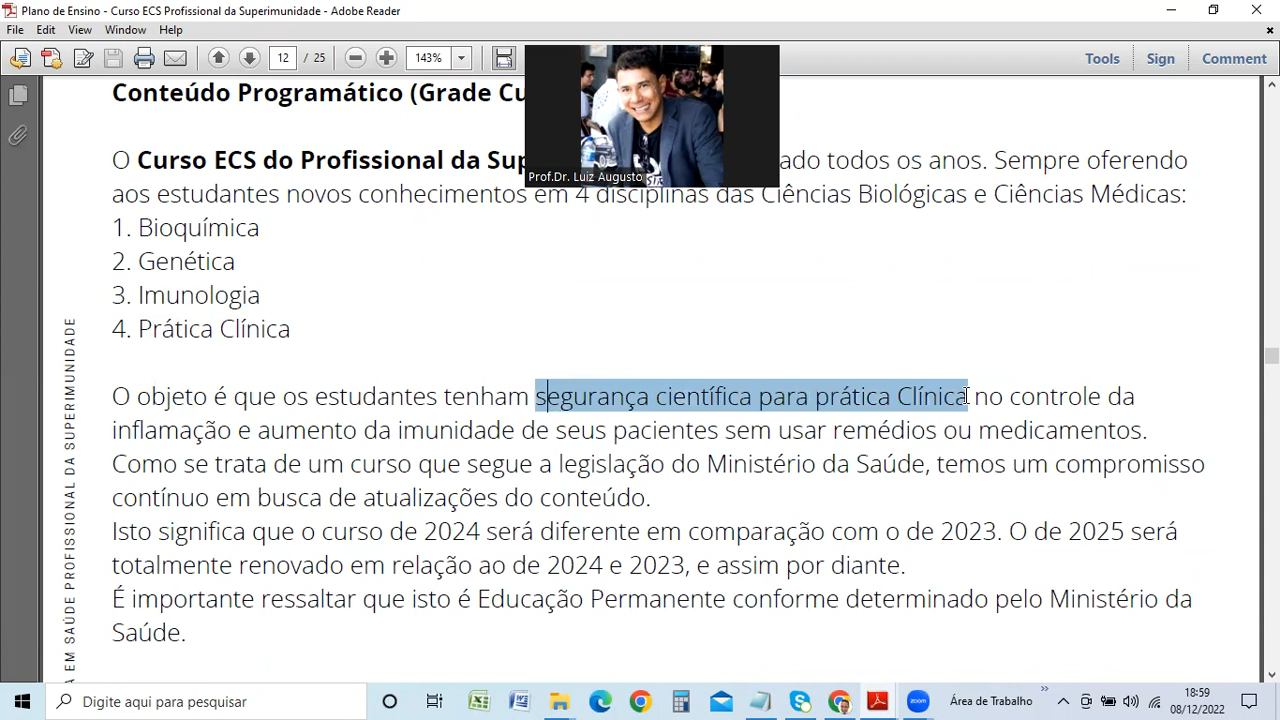 Plano de Ensino - Curso ECS Profissional da Superimunidade - Adobe Reader
File Edit View Window Help
12 / 25 143% Tools Sign Comment
Conteúdo Programático (Grade Cu
Prof.Dr. Luiz Augusto
O Curso ECS do Profissional da Sup ado todos os anos. Sempre oferendo
aos estudantes novos conhecimentos em 4 disciplinas das Ciências Biológicas e Ciências Médicas:
1. Bioquímica
2. Genética
3. Imunologia
4. Prática Clínica
O objeto é que os estudantes tenham segurança científica para prática Clínica no controle da
inflamação e aumento da imunidade de seus pacientes sem usar remédios ou medicamentos.
Como se trata de um curso que segue a legislação do Ministério da Saúde, temos um compromisso
contínuo em busca de atualizações do conteúdo.
Isto significa que o curso de 2024 será diferente em comparação com o de 2023. O de 2025 será
totalmente renovado em relação ao de 2024 e 2023, e assim por diante.
É importante ressaltar que isto é Educação Permanente conforme determinado pelo Ministério da
Saúde.
A EM SAÚDE PROFISSIONAL DA SUPERIMUNIDADE
Digite aqui para pesquisar
zoom
Área de Trabalho
18:59
08/12/2022